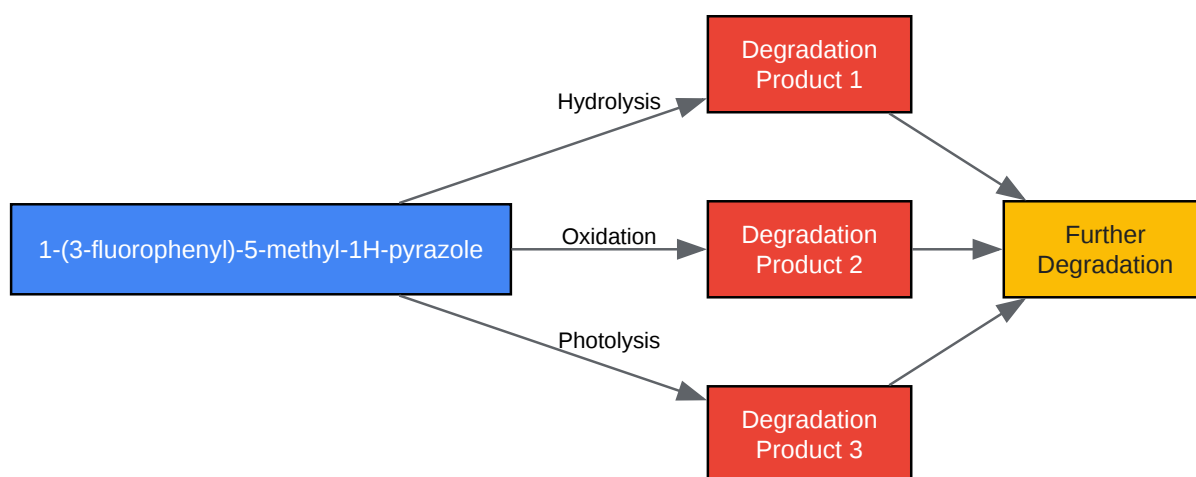 Degradation
Product 1
Hydrolysis
1-(3-fluorophenyl)-5-methyl-1H-pyrazole
Oxidation
Degradation
Product 2
Further
Degradation
Photolysis
Degradation
Product 3